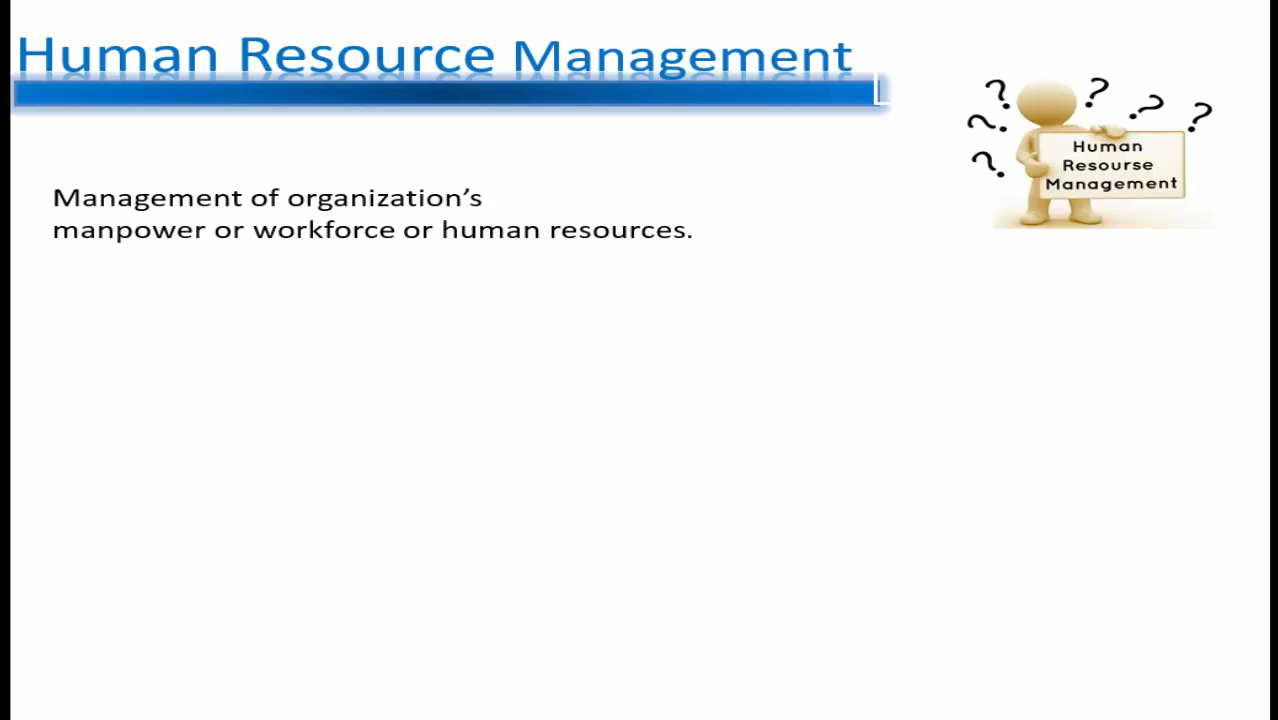 Human Resource Management
Management of organization's
manpower or workforce or human resources.
? ? ? ?
?
?
Human
Resourse
Management